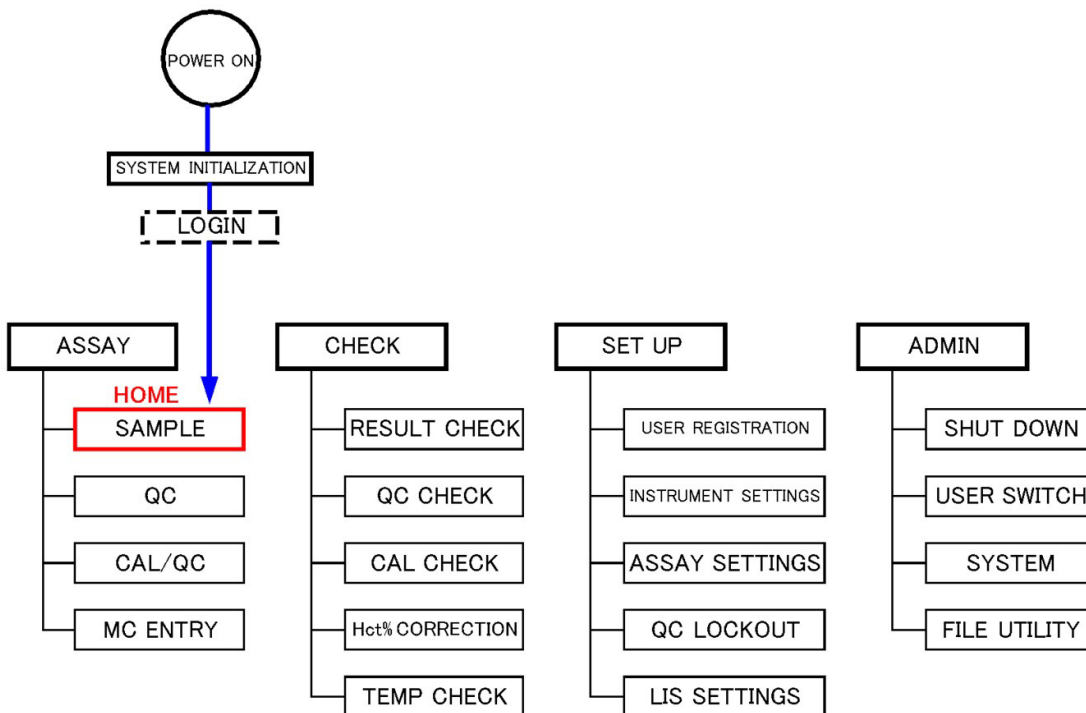 POWER ON
SYSTEM INITIALIZATION
LOGIN
ASSAY
HOME
SAMPLE
QC
CAL/QC
MC ENTRY
CHECK
RESULT CHECK
QC CHECK
CAL CHECK
Hct% CORRECTION
TEMP CHECK
SET UP
USER REGISTRATION
INSTRUMENT SETTINGS
ASSAY SETTINGS
QC LOCKOUT
LIS SETTINGS
ADMIN
SHUT DOWN
USER SWITCH
SYSTEM
FILE UTILITY